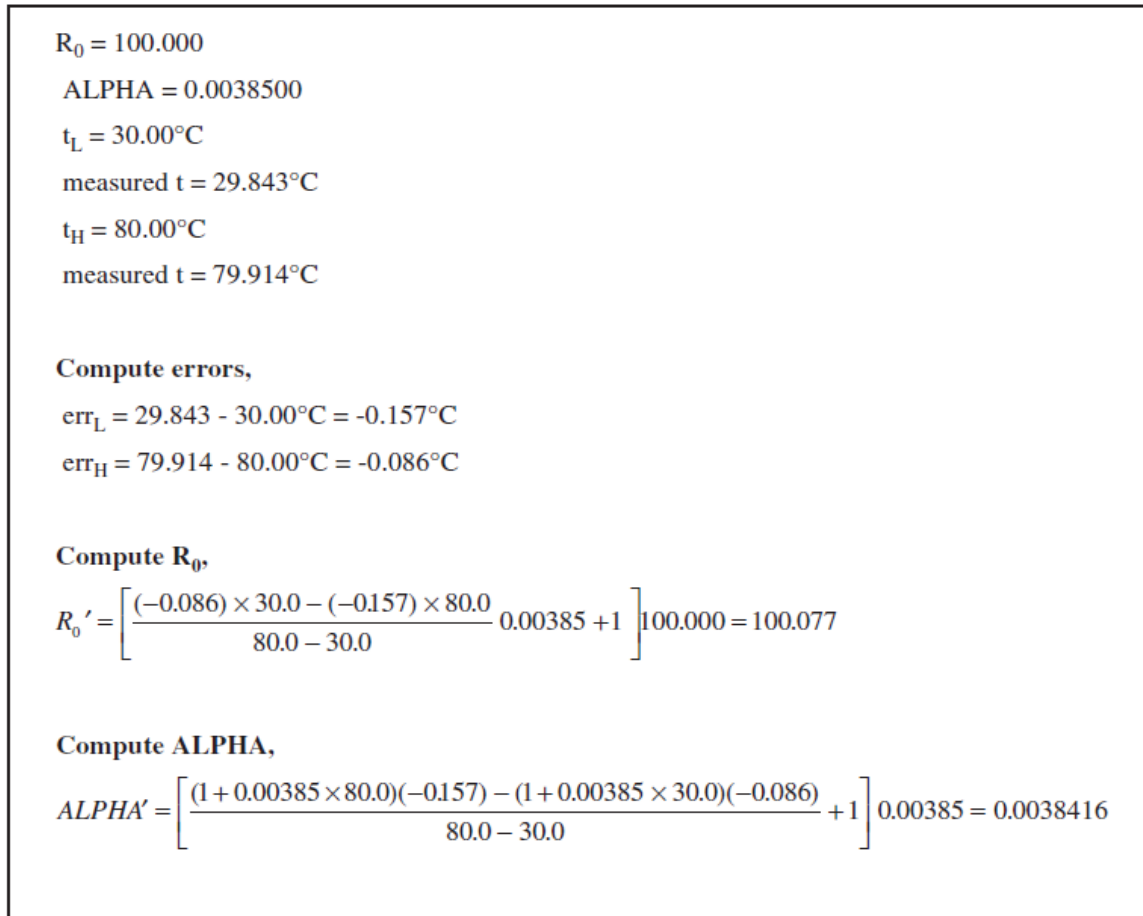 R₀ = 100.000
ALPHA = 0.0038500
t_L = 30.00°C
measured t = 29.843°C
t_H = 80.00°C
measured t = 79.914°C
Compute errors,
err_L = 29.843 - 30.00°C = -0.157°C
err_H = 79.914 - 80.00°C = -0.086°C
Compute R₀,
R₀′ = [((−0.086) × 30.0 − (−0.157) × 80.0) / (80.0 − 30.0) 0.00385 +1 ]100.000 = 100.077
Compute ALPHA,
ALPHA′ = [((1 + 0.00385 × 80.0)(−0.157) − (1 + 0.00385 × 30.0)(−0.086)) / (80.0 − 30.0) + 1] 0.00385 = 0.0038416